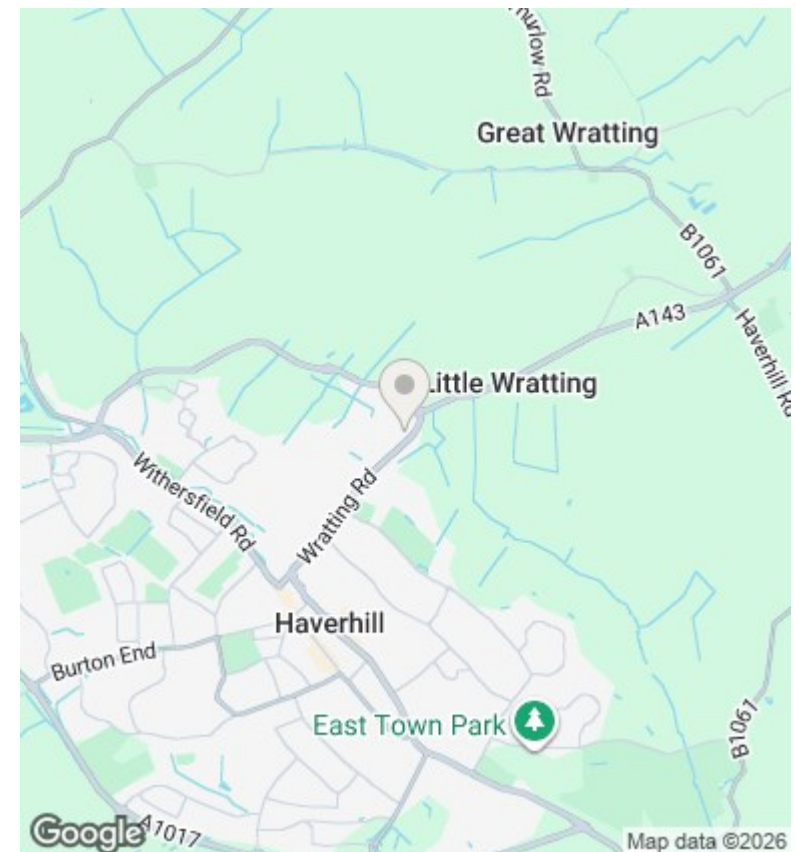 Thurlow Rd
Great Wratting
B1061
A143
Haverhill Rd
Little Wratting
Withersfield Rd
Wratting Rd
Haverhill
Burton End
East Town Park
B1061
A1017
Google
Map data ©2026